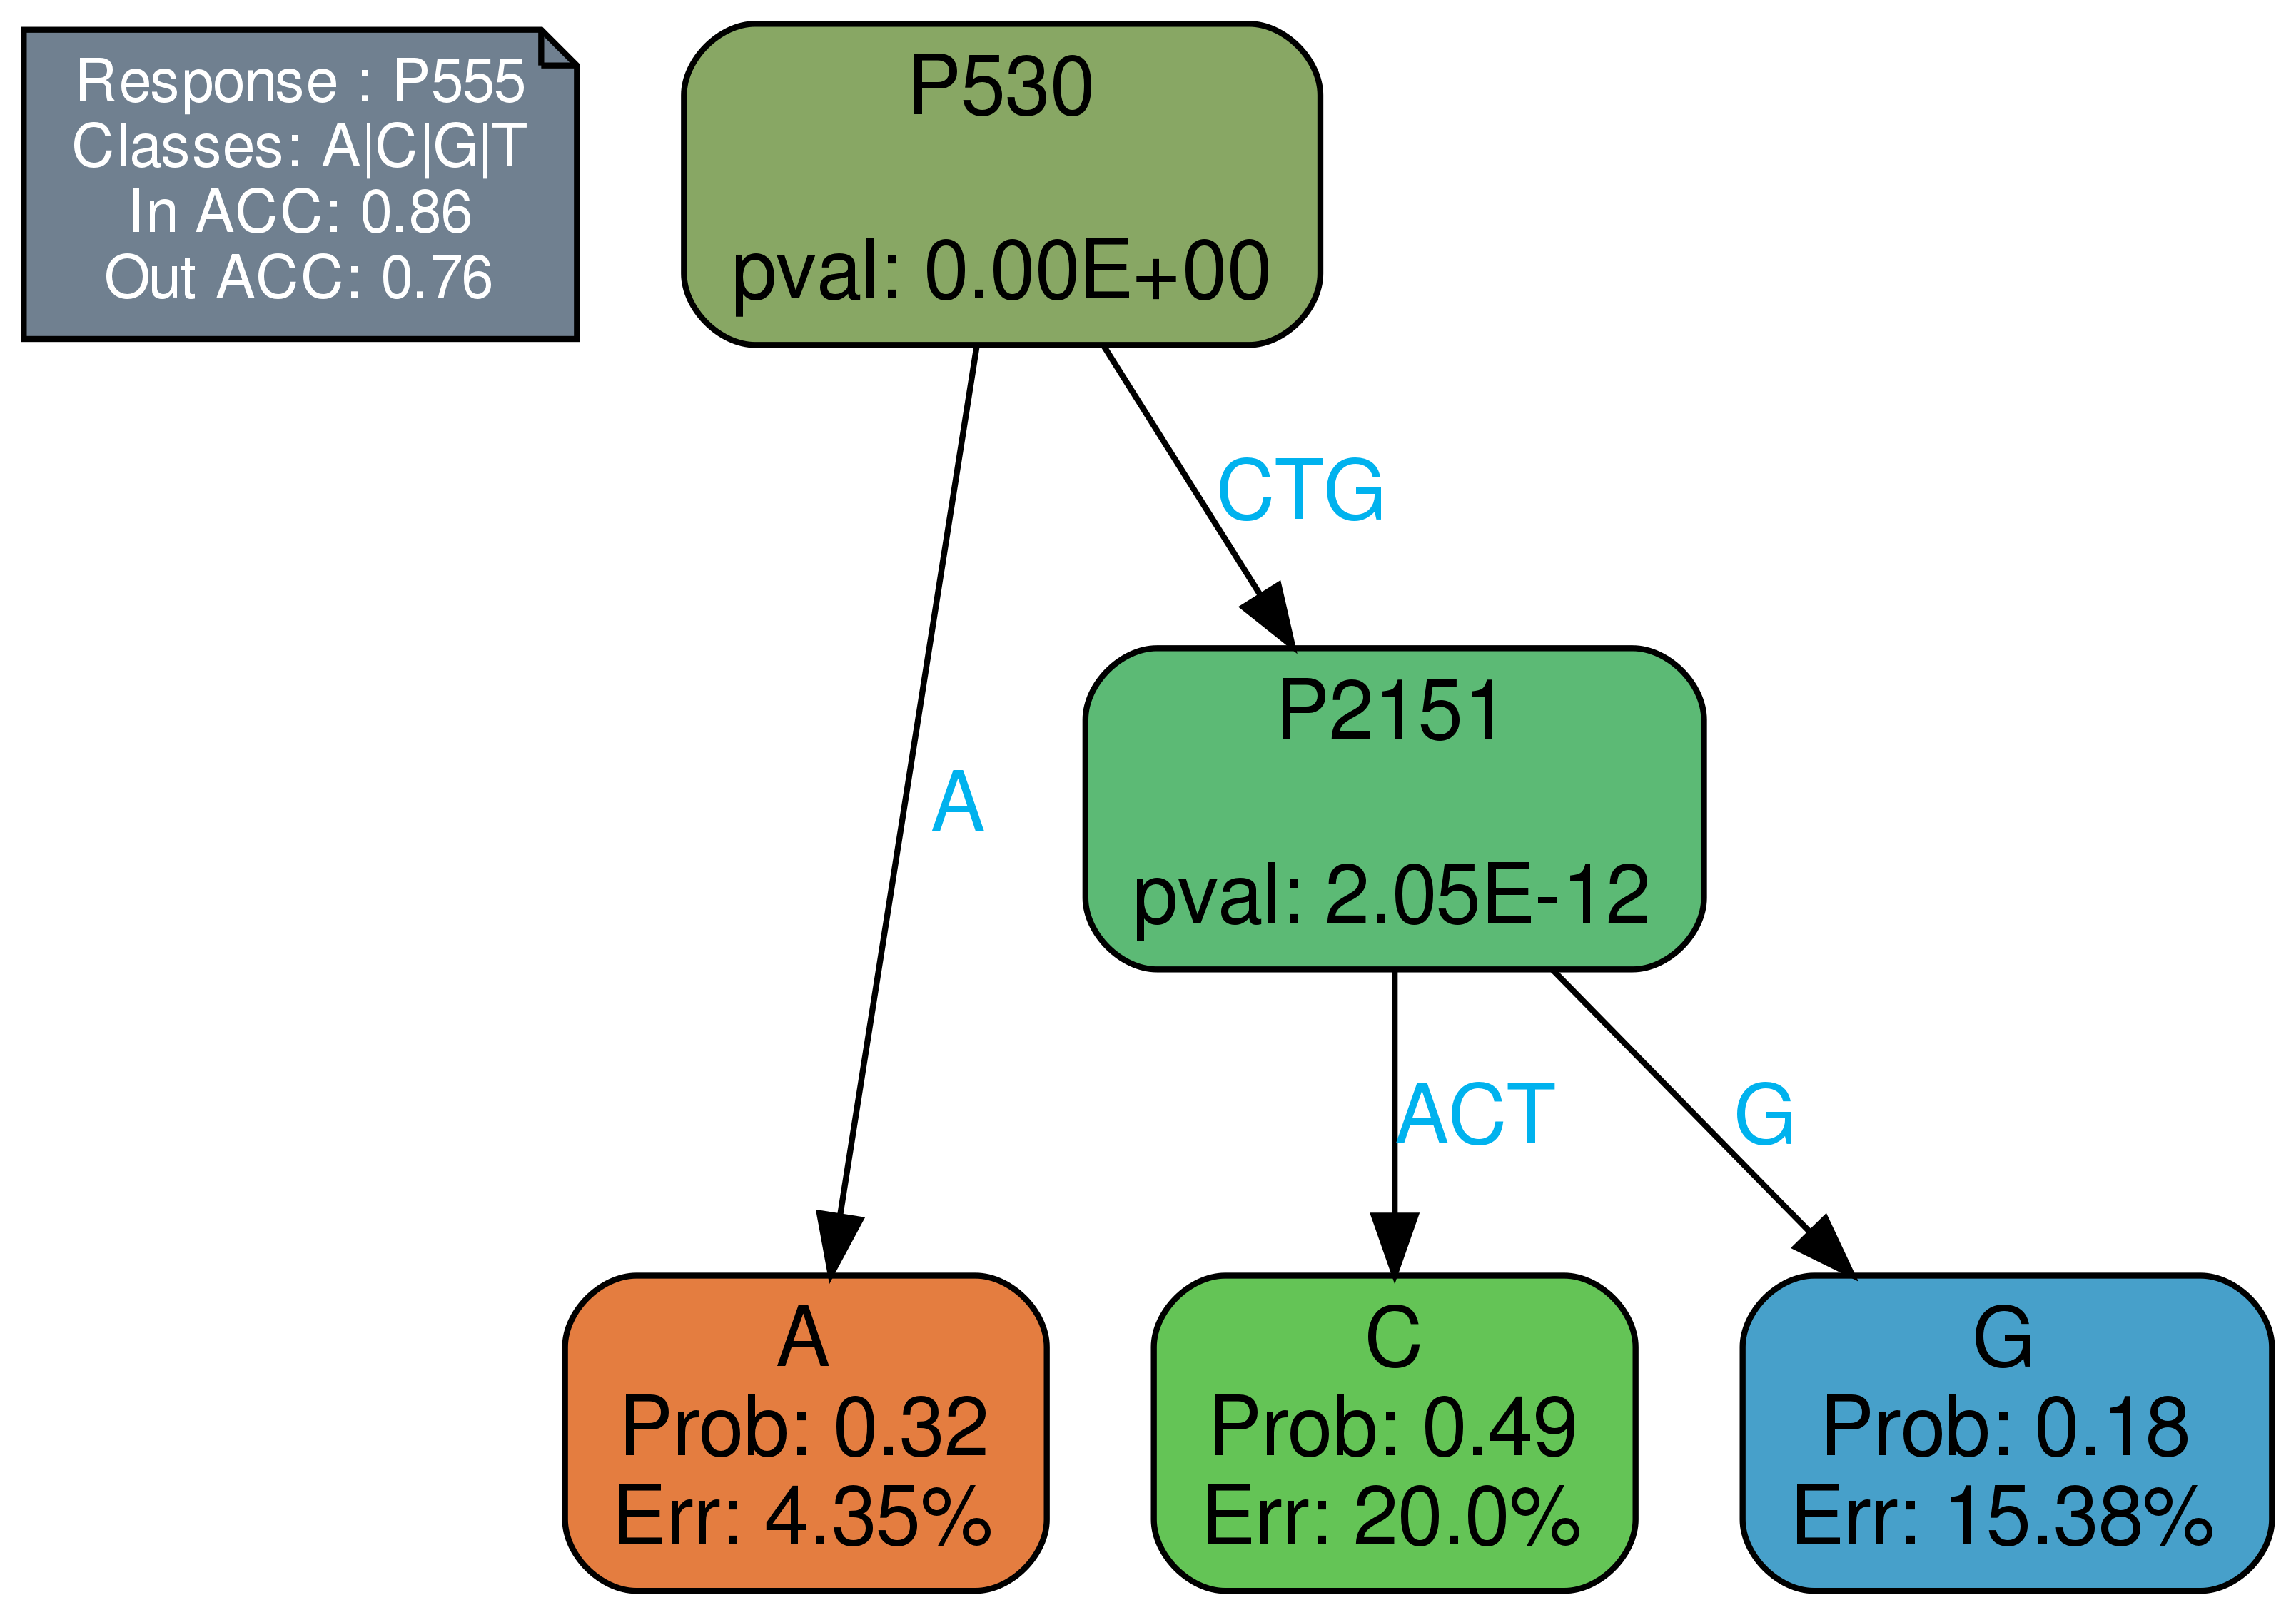 Response : P555
Classes: A|C|G|T
In ACC: 0.86
Out ACC: 0.76
P530
pval: 0.00E+00
CTG
A
P2151
pval: 2.05E-12
ACT
G
A
Prob: 0.32
Err: 4.35%
C
Prob: 0.49
Err: 20.0%
G
Prob: 0.18
Err: 15.38%